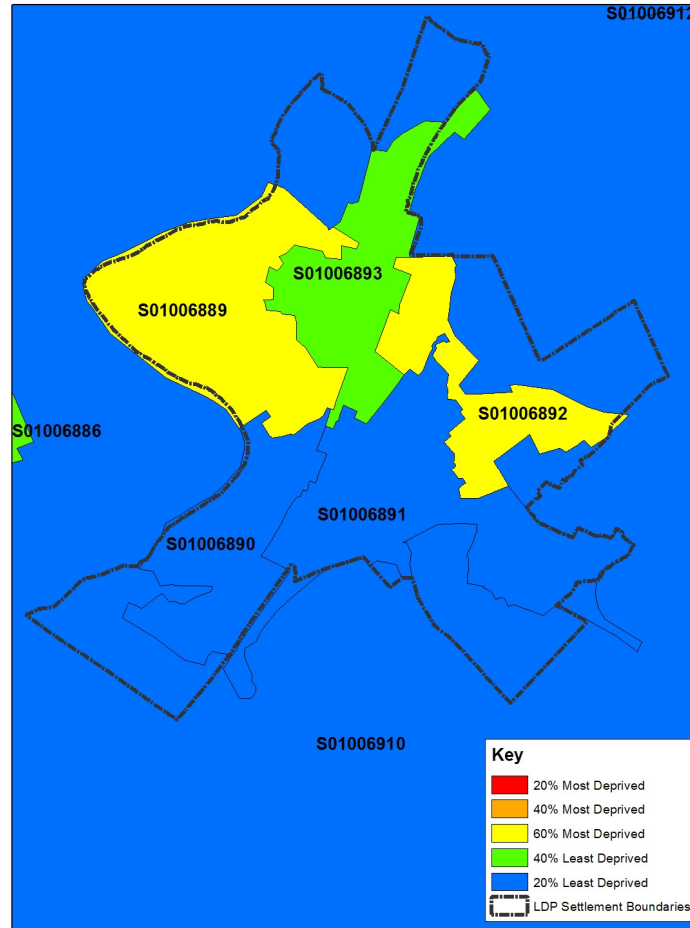 S01006912
S01006893
S01006889
S01006892
S01006886
S01006891
S01006890
S01006910
Key
20% Most Deprived
40% Most Deprived
60% Most Deprived
40% Least Deprived
20% Least Deprived
LDP Settlement Boundaries